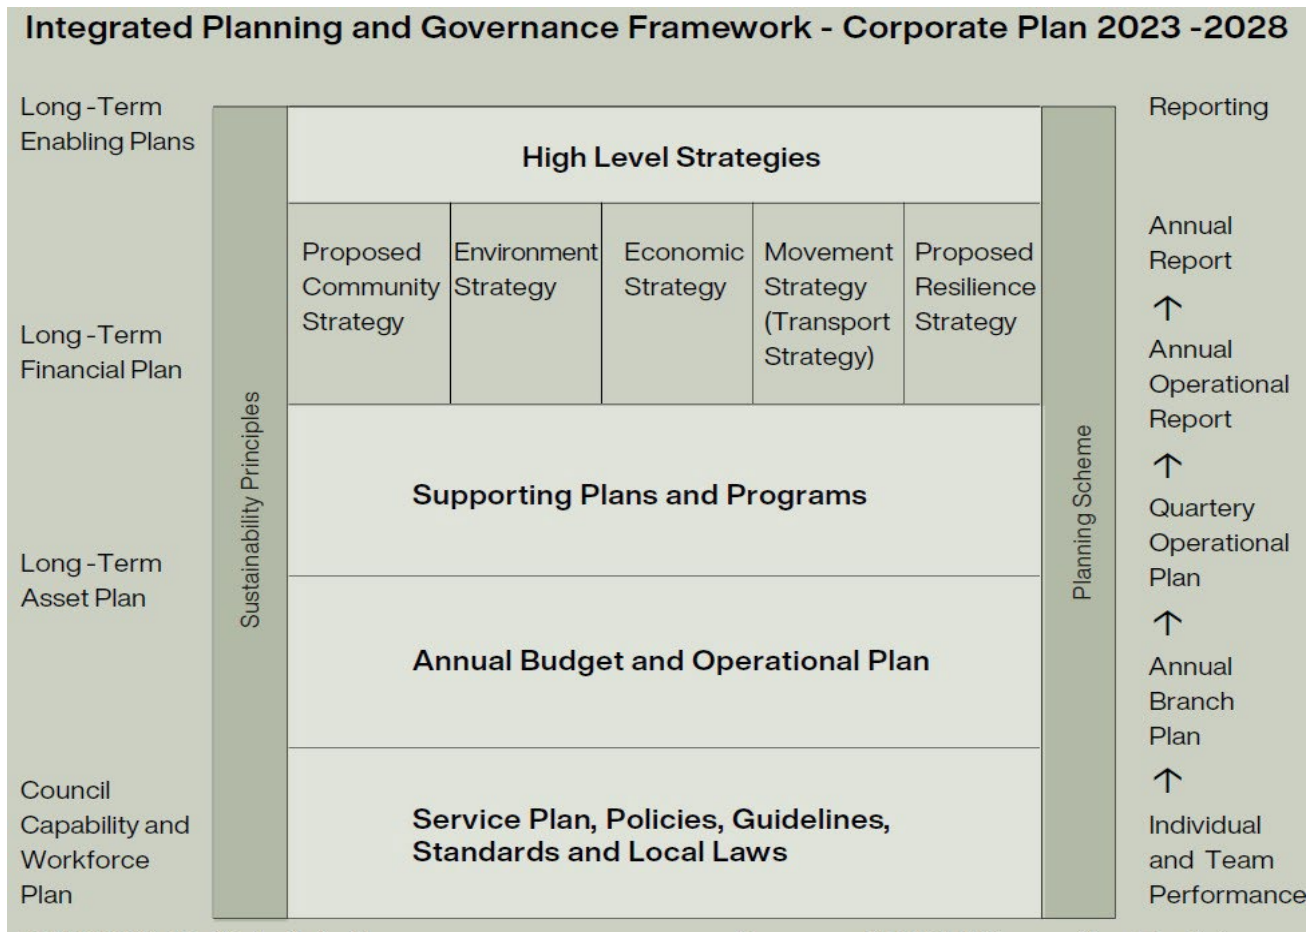 Integrated Planning and Governance Framework - Corporate Plan 2023 -2028
Long -Term
Enabling Plans
Long -Term
Financial Plan
Long -Term
Asset Plan
Council
Capability and
Workforce
Plan
Sustainability Principles
High Level Strategies
Proposed
Community
Strategy
Environment
Strategy
Economic
Strategy
Movement
Strategy
(Transport
Strategy)
Proposed
Resilience
Strategy
Supporting Plans and Programs
Annual Budget and Operational Plan
Service Plan, Policies, Guidelines,
Standards and Local Laws
Planning Scheme
Reporting
Annual
Report
↑
Annual
Operational
Report
↑
Quartery
Operational
Plan
↑
Annual
Branch
Plan
↑
Individual
and Team
Performance